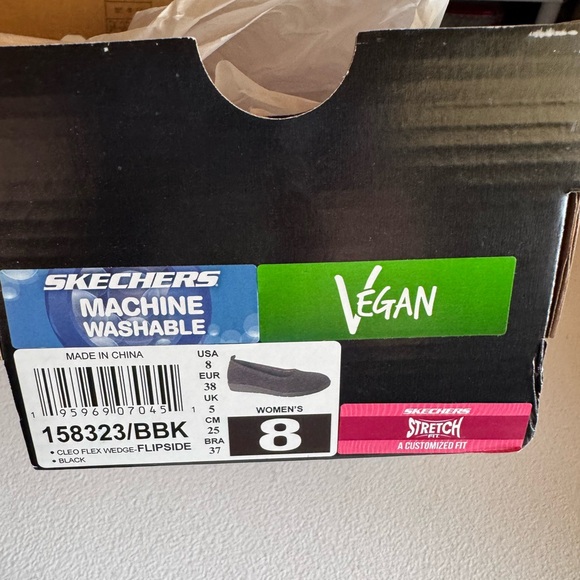 SKECHERS
MACHINE
WASHABLE
VEGAN
MADE IN CHINA
1 95969 07045 1
158323/BBK
• CLEO FLEX WEDGE-FLIPSIDE
• BLACK
USA
8
EUR
38
UK
5
CM
25
BRA
37
WOMEN'S
8
SKECHERS
STRETCH
FIT
A CUSTOMIZED FIT